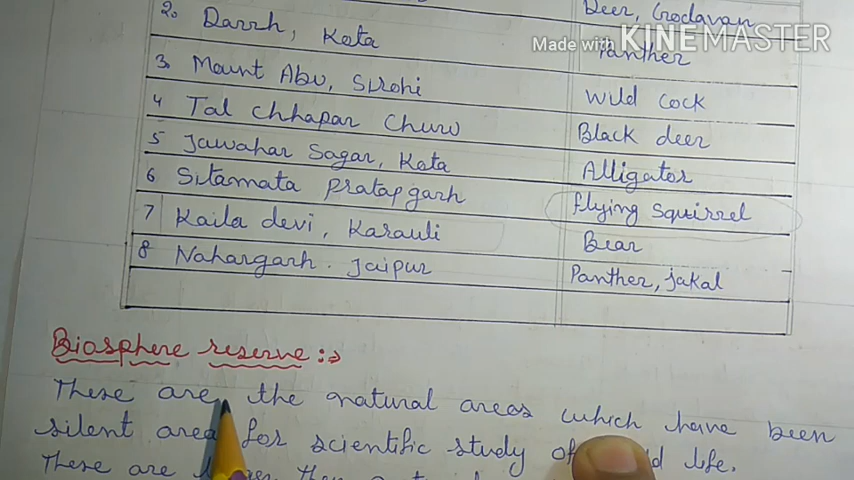 Deer, Godavan
2. Darrh, Kota Panther
Made with KINEMASTER
3. Mount Abu, Sirohi Wild cock
4 Tal Chhapar Churu Black deer
5 Jawahar Sagar, Kota Alligator
6 Sitamata Pratapgarh Flying Squirrel
7 Kaila devi, Karauli Bear
8 Nahargarh. Jaipur Panther, Jakal
Biosphere reserve :→
These are the natural areas which have been
silent area for scientific study of life.
These are